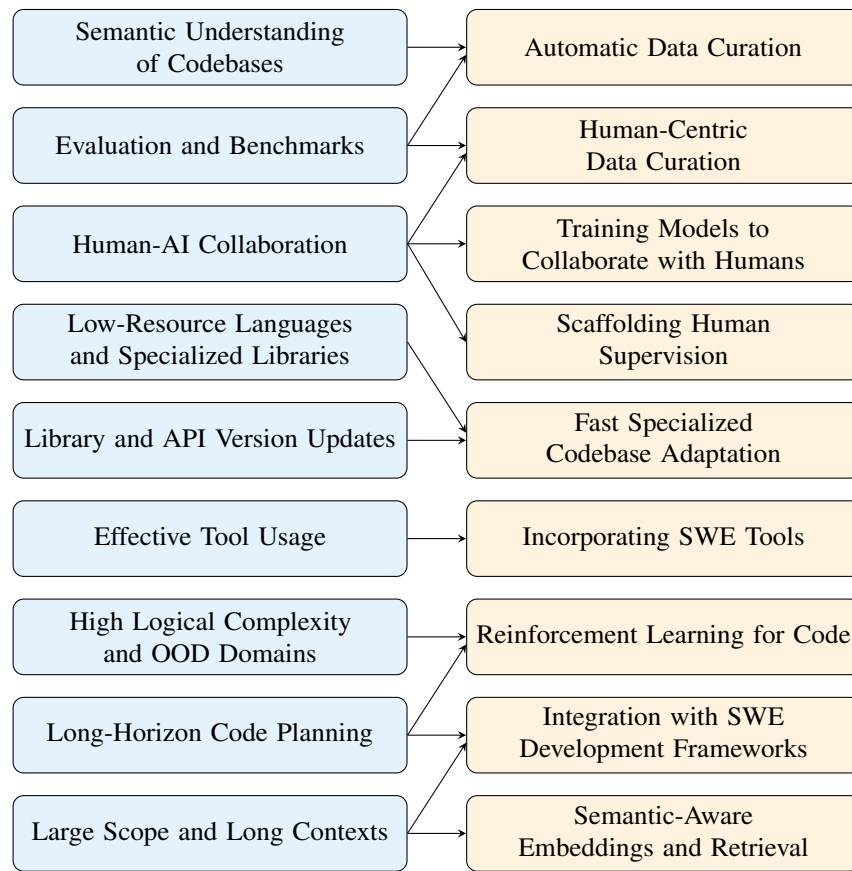 Semantic Understanding
of Codebases
Automatic Data Curation
Evaluation and Benchmarks
Human-Centric
Data Curation
Human-AI Collaboration
Training Models to
Collaborate with Humans
Low-Resource Languages
and Specialized Libraries
Scaffolding Human
Supervision
Library and API Version Updates
Fast Specialized
Codebase Adaptation
Effective Tool Usage
Incorporating SWE Tools
High Logical Complexity
and OOD Domains
Reinforcement Learning for Code
Long-Horizon Code Planning
Integration with SWE
Development Frameworks
Large Scope and Long Contexts
Semantic-Aware
Embeddings and Retrieval